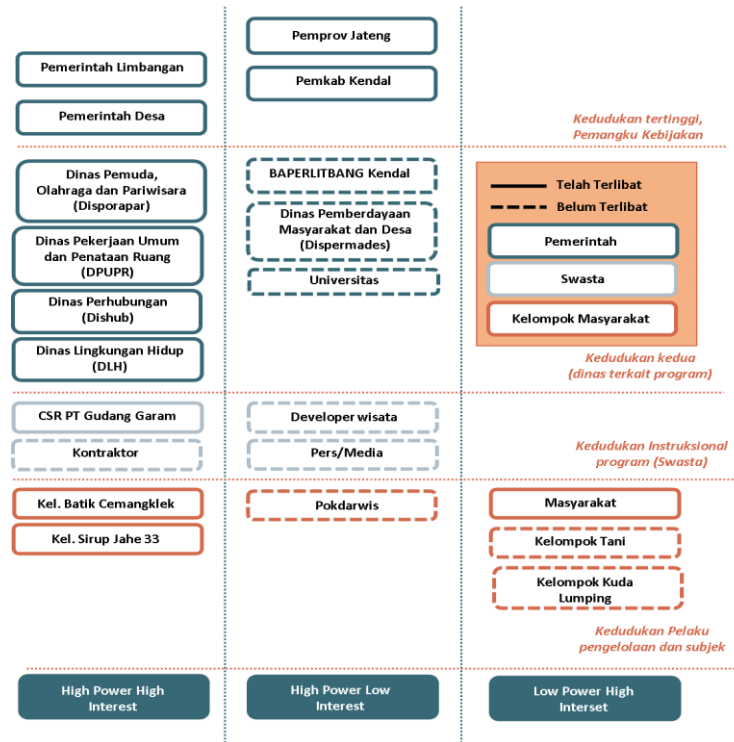 Pemprov Jateng
Pemerintah Limbangan
Pemkab Kendal
Pemerintah Desa
Kedudukan tertinggi,
Pemangku Kebijakan
Dinas Pemuda,
Olahraga dan Pariwisara
(Disporapar)
Dinas Pekerjaan Umum
dan Penataan Ruang
(DPUPR)
Dinas Perhubungan
(Dishub)
Dinas Lingkungan Hidup
(DLH)
BAPERLITBANG Kendal
Dinas Pemberdayaan
Masyarakat dan Desa
(Dispermades)
Universitas
Telah Terlibat
Belum Terlibat
Pemerintah
Swasta
Kelompok Masyarakat
Kedudukan kedua
(dinas terkait program)
CSR PT Gudang Garam
Kontraktor
Developer wisata
Pers/Media
Kedudukan Instruksional
program (Swasta)
Kel. Batik Cemangklek
Kel. Sirup Jahe 33
Pokdarwis
Masyarakat
Kelompok Tani
Kelompok Kuda
Lumping
Kedudukan Pelaku
pengelolaan dan subjek
High Power High
Interest
High Power Low
Interest
Low Power High
Interset